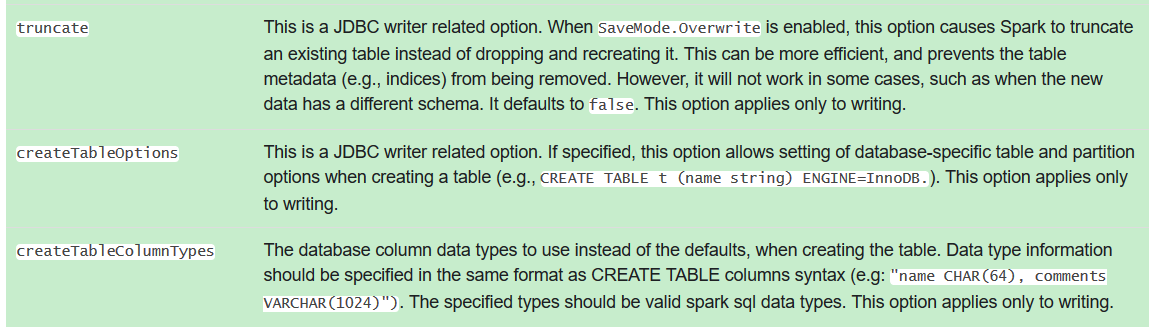 truncate This is a JDBC writer related option. When SaveMode.Overwrite is enabled, this option causes Spark to truncate
an existing table instead of dropping and recreating it. This can be more efficient, and prevents the table
metadata (e.g., indices) from being removed. However, it will not work in some cases, such as when the new
data has a different schema. It defaults to false. This option applies only to writing.
createTableOptions This is a JDBC writer related option. If specified, this option allows setting of database-specific table and partition
options when creating a table (e.g., CREATE TABLE t (name string) ENGINE=InnoDB.). This option applies only
to writing.
createTableColumnTypes The database column data types to use instead of the defaults, when creating the table. Data type information
should be specified in the same format as CREATE TABLE columns syntax (e.g: "name CHAR(64), comments
VARCHAR(1024)"). The specified types should be valid spark sql data types. This option applies only to writing.